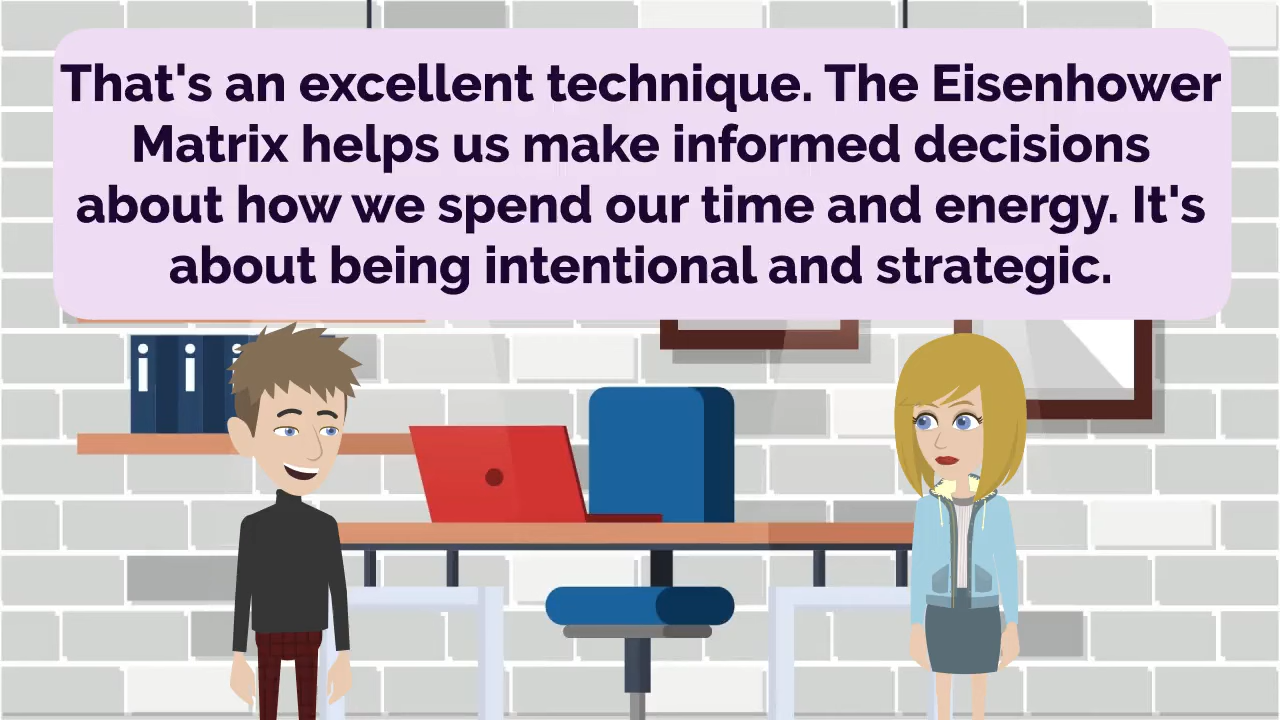 That's an excellent technique. The Eisenhower
Matrix helps us make informed decisions
about how we spend our time and energy. It's
about being intentional and strategic.